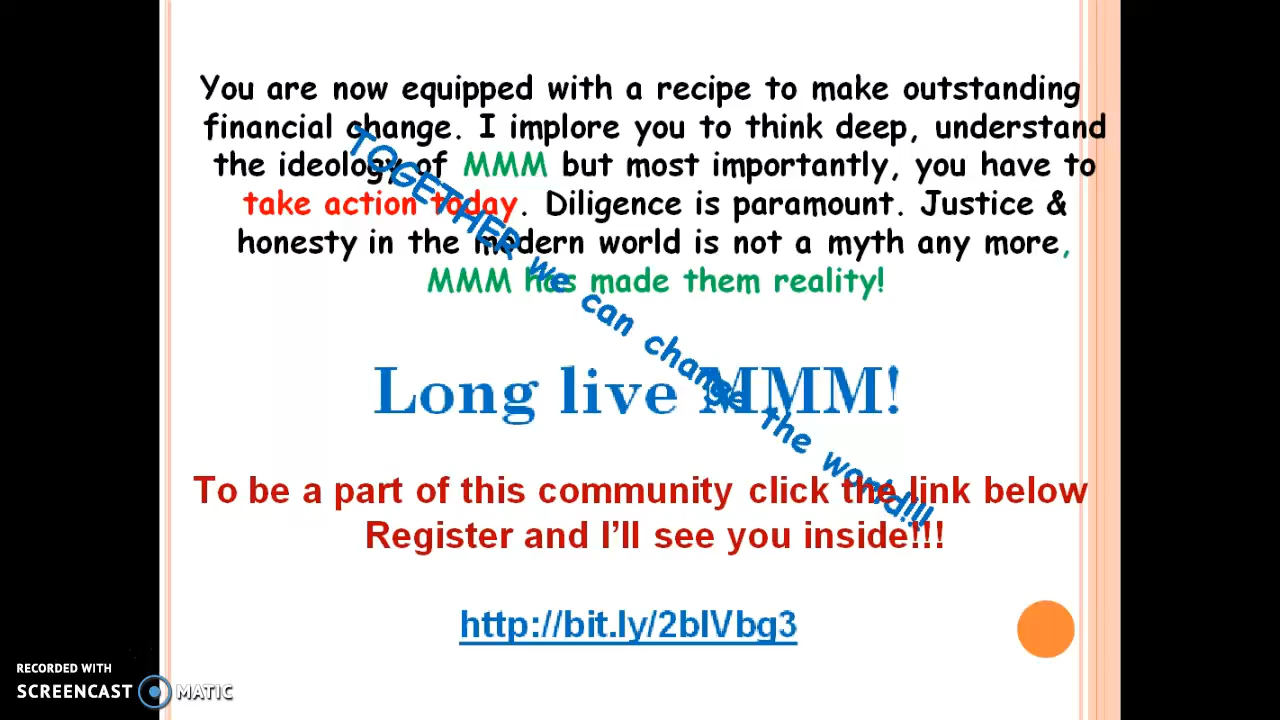 You are now equipped with a recipe to make outstanding
financial change. I implore you to think deep, understand
the ideology of MMM but most importantly, you have to
take action today. Diligence is paramount. Justice &
honesty in the modern world is not a myth any more,
MMM has made them reality!
TOGETHER we can change the world!!!
Long live MMM!
To be a part of this community click the link below
Register and I’ll see you inside!!!
http://bit.ly/2blVbg3
RECORDED WITH
SCREENCAST MATIC